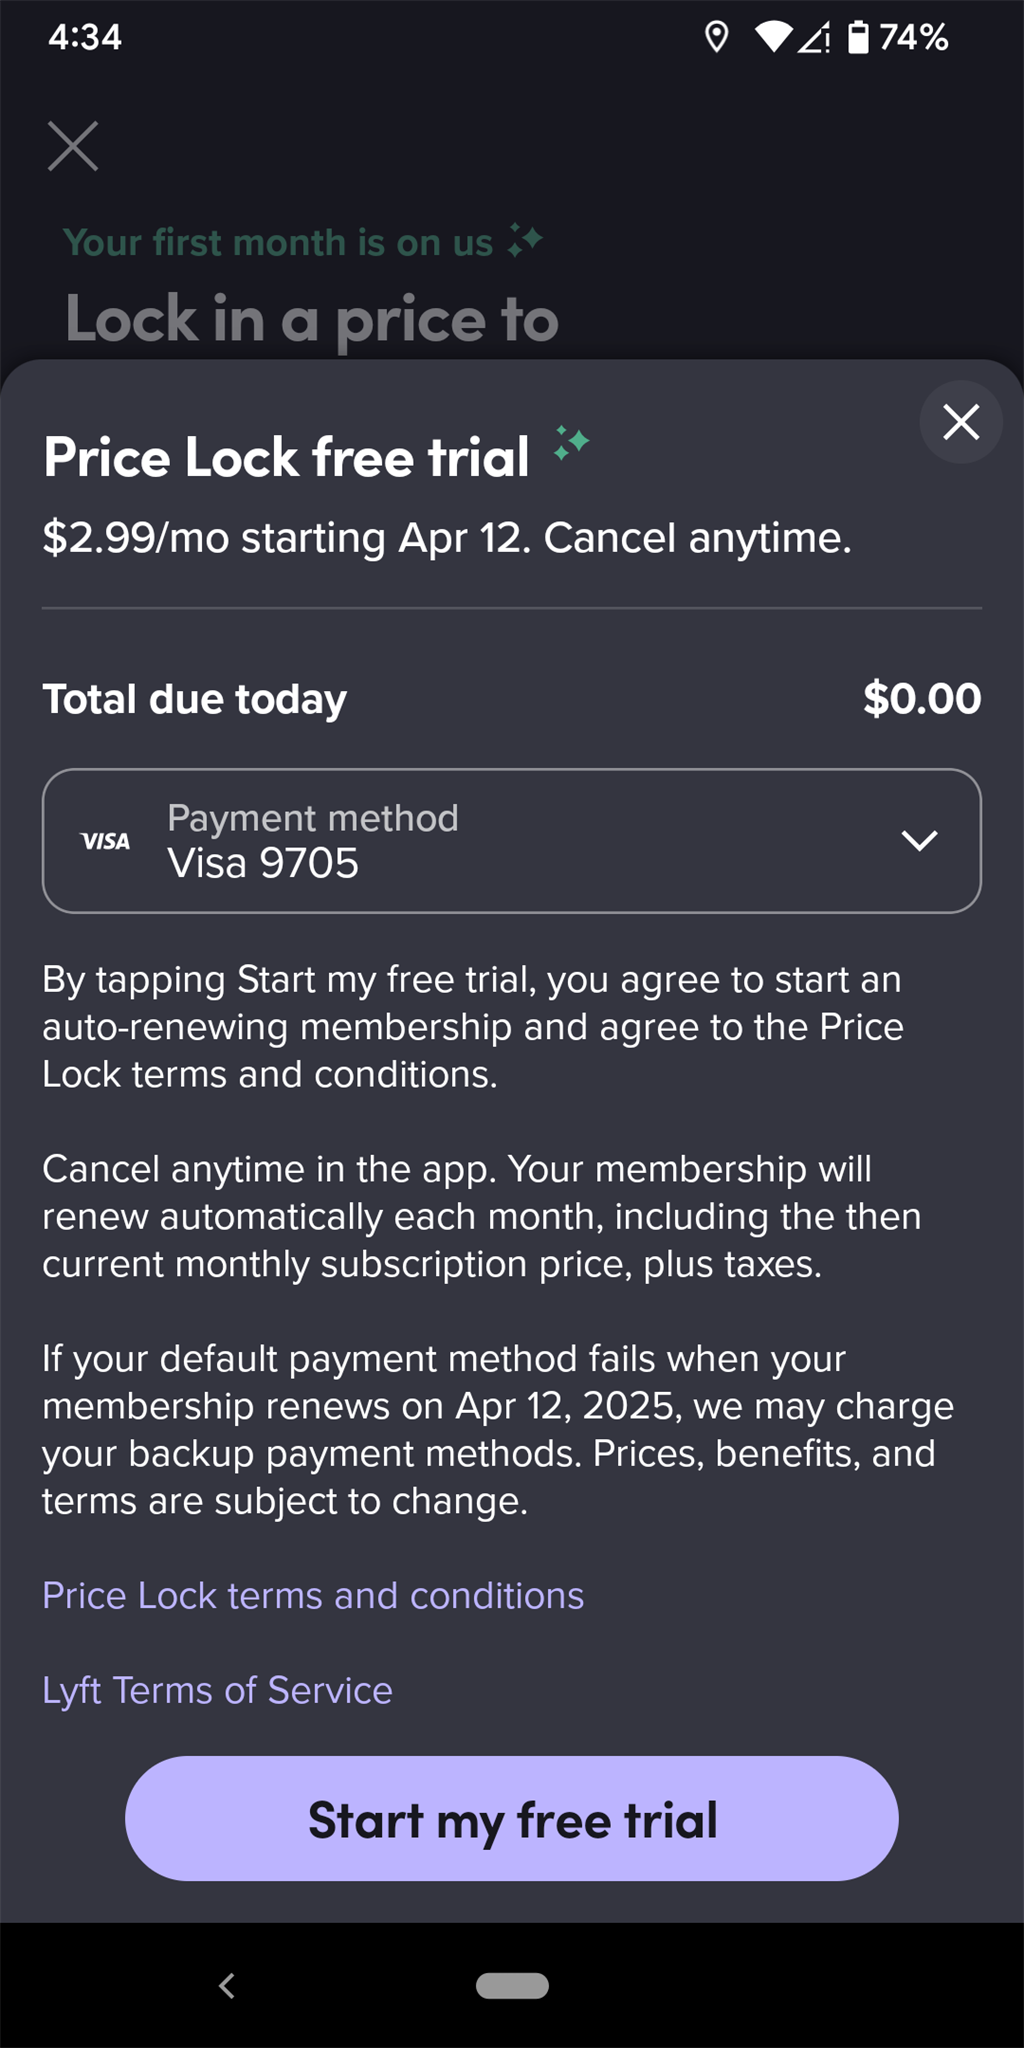 4:34
74%
Your first month is on us
Lock in a price to
Price Lock free trial
$2.99/mo starting Apr 12. Cancel anytime.
Total due today
$0.00
Payment method
VISA
Visa 9705
By tapping Start my free trial, you agree to start an
auto-renewing membership and agree to the Price
Lock terms and conditions.
Cancel anytime in the app. Your membership will
renew automatically each month, including the then
current monthly subscription price, plus taxes.
If your default payment method fails when your
membership renews on Apr 12, 2025, we may charge
your backup payment methods. Prices, benefits, and
terms are subject to change.
Price Lock terms and conditions
Lyft Terms of Service
Start my free trial